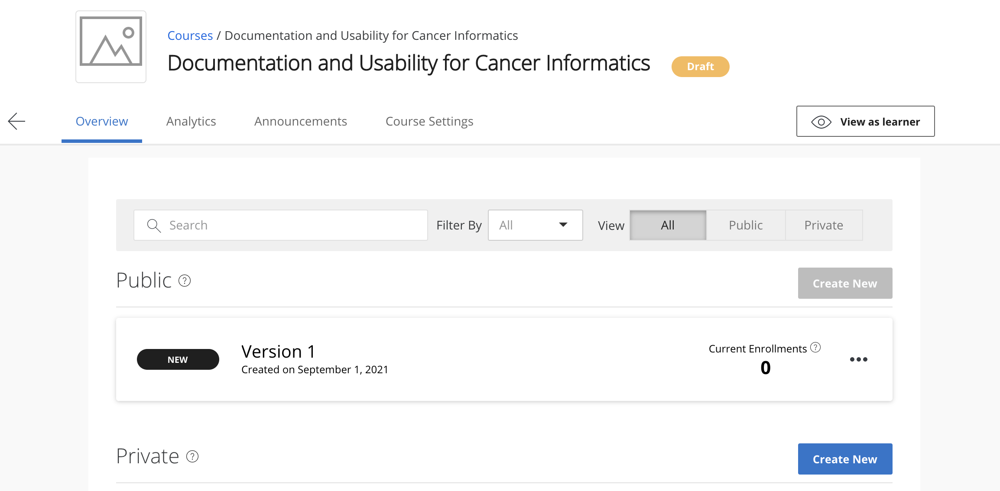 Courses / Documentation and Usability for Cancer Informatics
Documentation and Usability for Cancer Informatics
Draft
Overview
Analytics
Announcements
Course Settings
View as learner
Search
Filter By
All
View
All
Public
Private
Public ?
Create New
NEW
Version 1
Created on September 1, 2021
Current Enrollments ?
0
Private ?
Create New